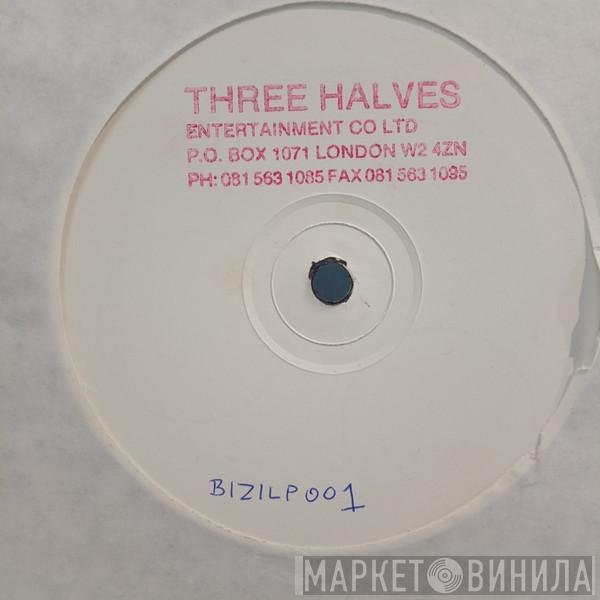 THREE HALVES
ENTERTAINMENT CO LTD
P.O. BOX 1071 LONDON W2 4ZN
PH: 081 563 1085 FAX 081 563 1095
BIZILP001
МАРКЕТ ВИНИЛА